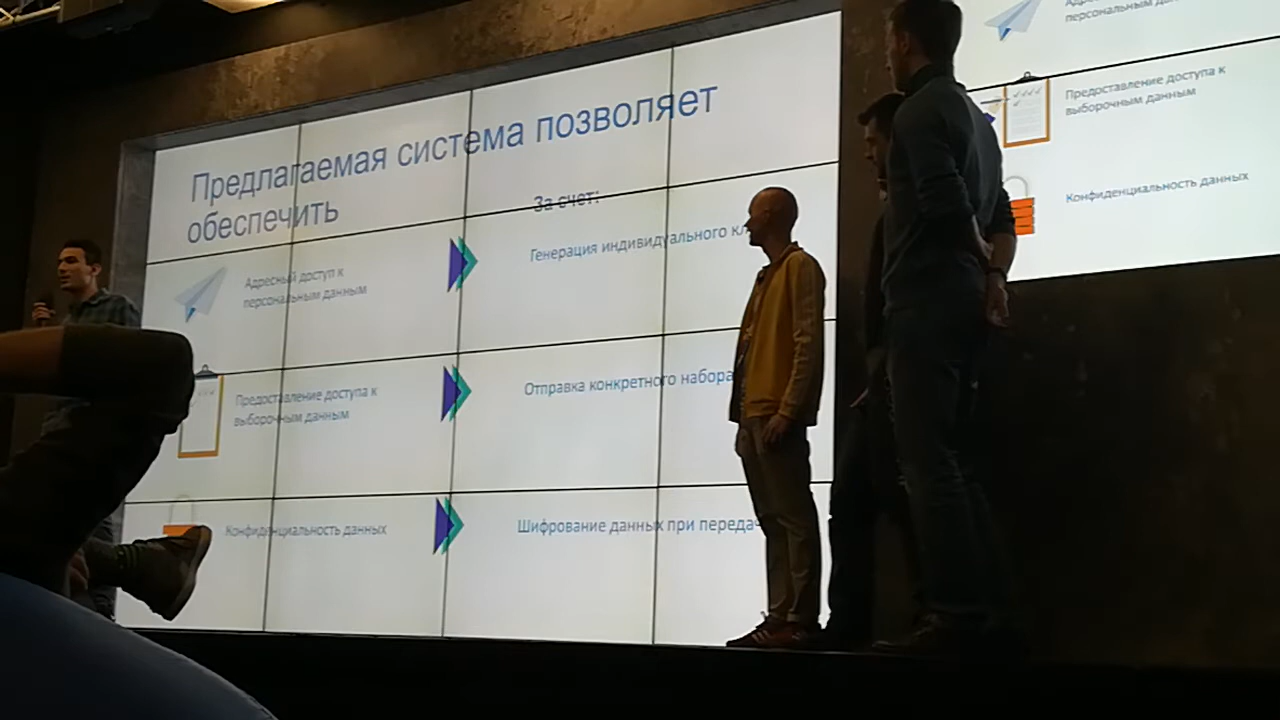 Предлагаемая система позволяет
обеспечить
За счет:
Адресный доступ к
персональным данным
Генерация индивидуального
Предоставление доступа к
выборочным данным
Отправка конкретного набора
Конфиденциальность данных
Шифрование данных при
персональным
Предоставление доступа к
выборочным данным
Конфиденциальность данных